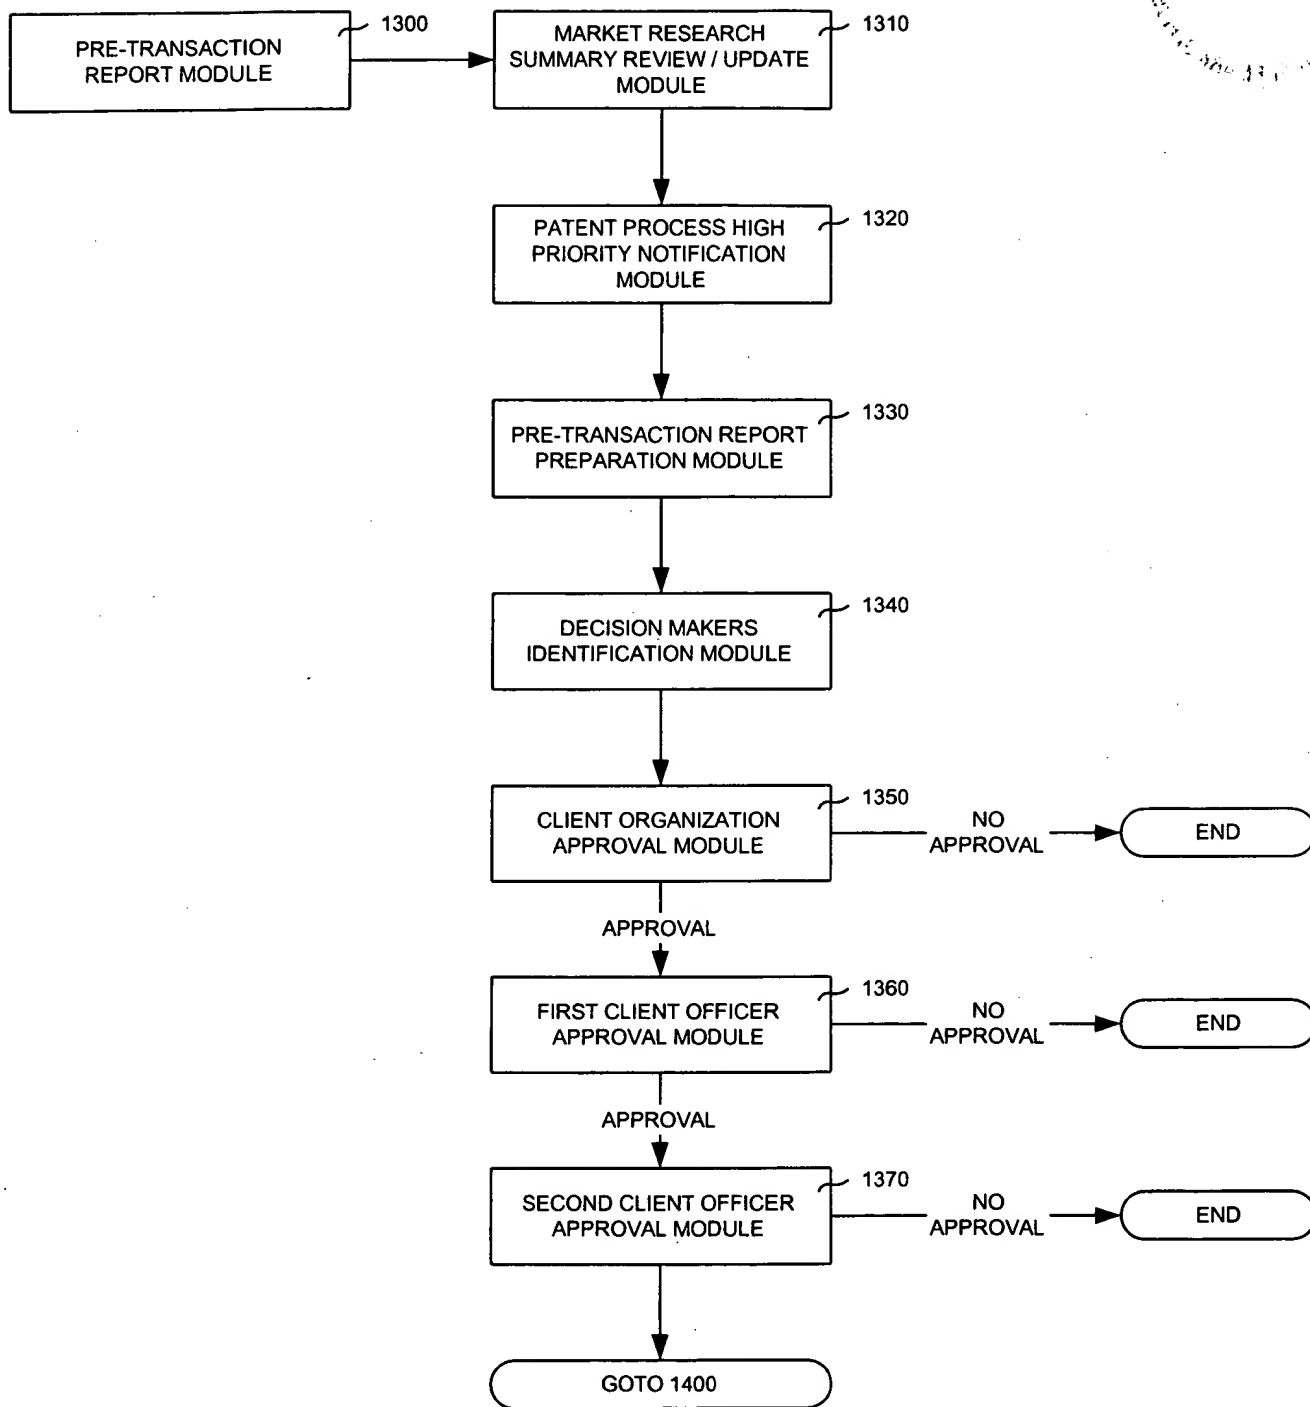 PRE-TRANSACTION
REPORT MODULE
1300
MARKET RESEARCH
SUMMARY REVIEW / UPDATE
MODULE
1310
PATENT PROCESS HIGH
PRIORITY NOTIFICATION
MODULE
1320
PRE-TRANSACTION REPORT
PREPARATION MODULE
1330
DECISION MAKERS
IDENTIFICATION MODULE
1340
CLIENT ORGANIZATION
APPROVAL MODULE
1350
NO
APPROVAL
END
APPROVAL
FIRST CLIENT OFFICER
APPROVAL MODULE
1360
NO
APPROVAL
END
APPROVAL
SECOND CLIENT OFFICER
APPROVAL MODULE
1370
NO
APPROVAL
END
GOTO 1400